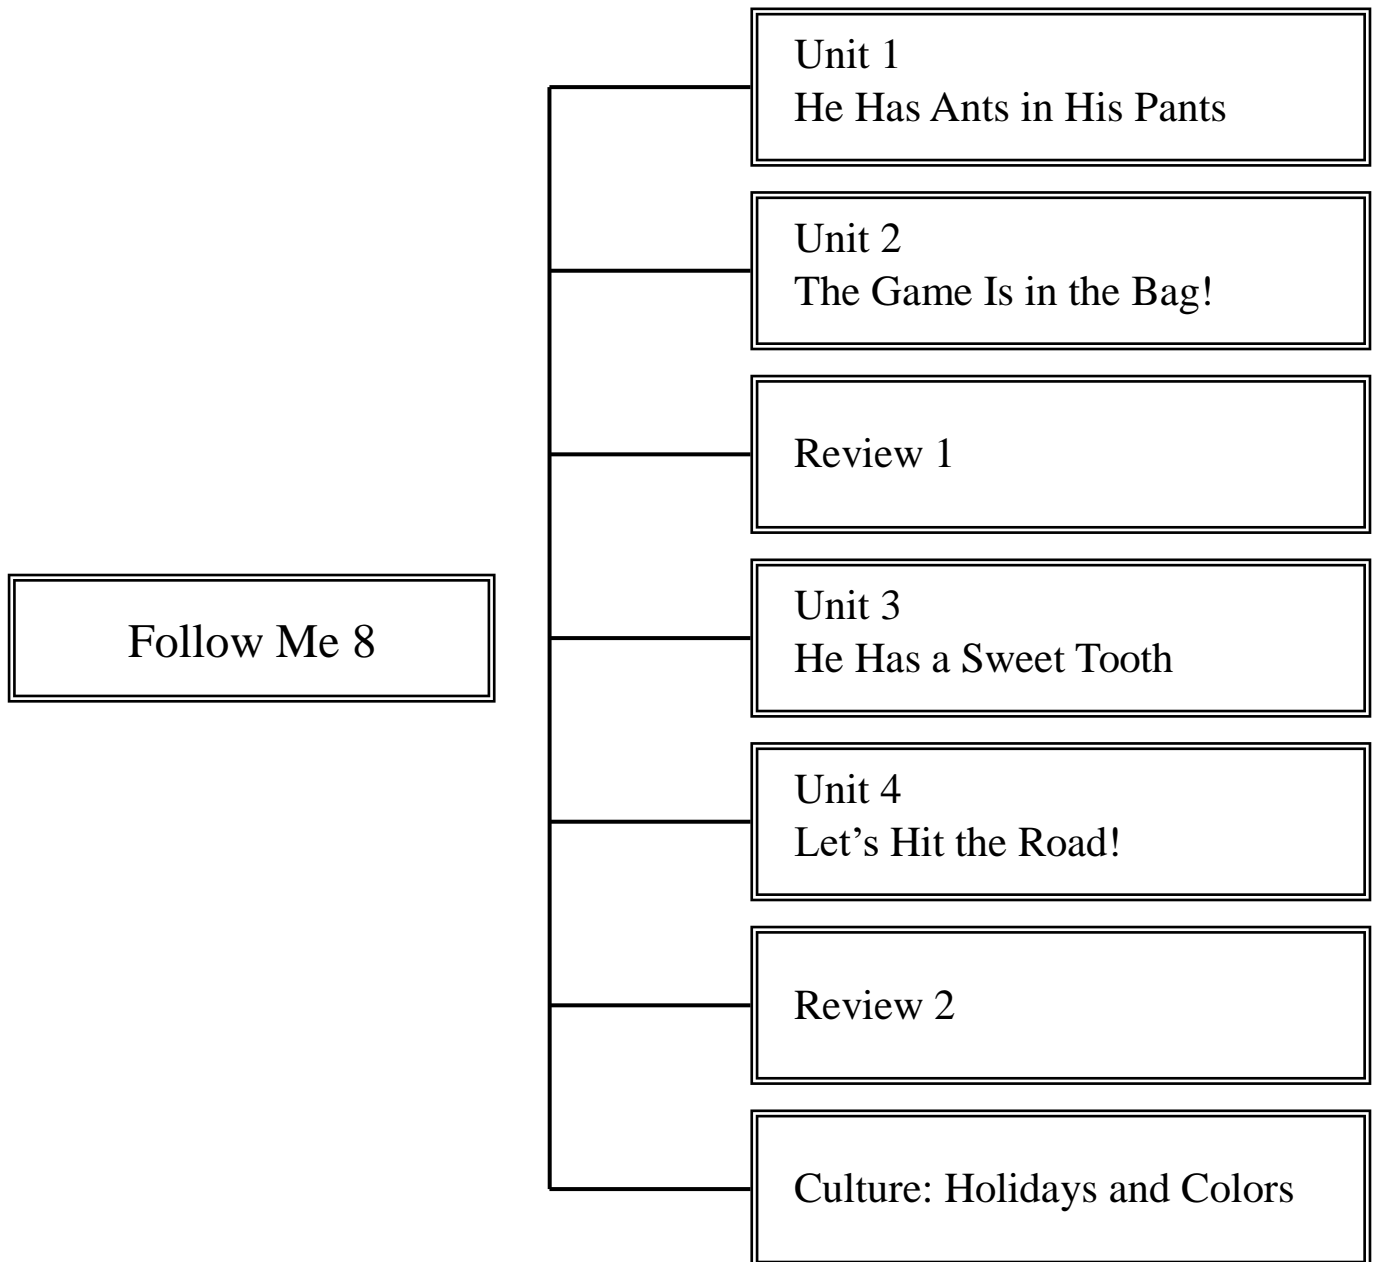 Follow Me 8
Unit 1
He Has Ants in His Pants
Unit 2
The Game Is in the Bag!
Review 1
Unit 3
He Has a Sweet Tooth
Unit 4
Let’s Hit the Road!
Review 2
Culture: Holidays and Colors